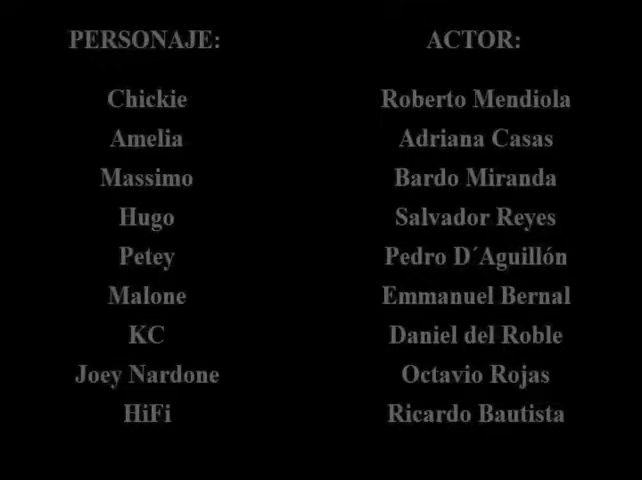 PERSONAJE: ACTOR:
Chickie Roberto Mendiola
Amelia Adriana Casas
Massimo Bardo Miranda
Hugo Salvador Reyes
Petey Pedro D´Aguillón
Malone Emmanuel Bernal
KC Daniel del Roble
Joey Nardone Octavio Rojas
HiFi Ricardo Bautista